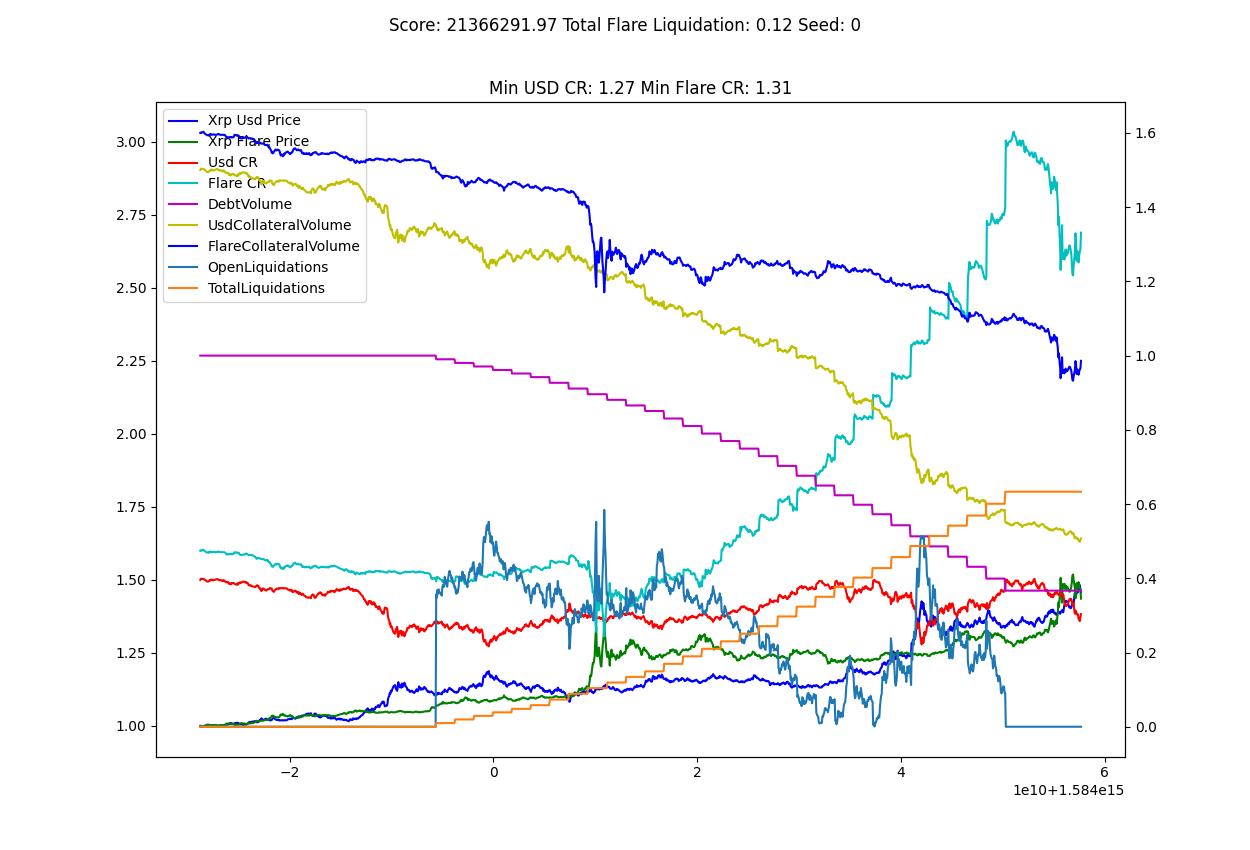 Score: 21366291.97 Total Flare Liquidation: 0.12 Seed: 0
Min USD CR: 1.27 Min Flare CR: 1.31
Xrp Usd Price
Xrp Flare Price
Usd CR
Flare CR
DebtVolume
UsdCollateralVolume
FlareCollateralVolume
OpenLiquidations
TotalLiquidations
3.00
2.75
2.50
2.25
2.00
1.75
1.50
1.25
1.00
1.6
1.4
1.2
1.0
0.8
0.6
0.4
0.2
0.0
−2 0 2 4 6
1e10+1.584e15